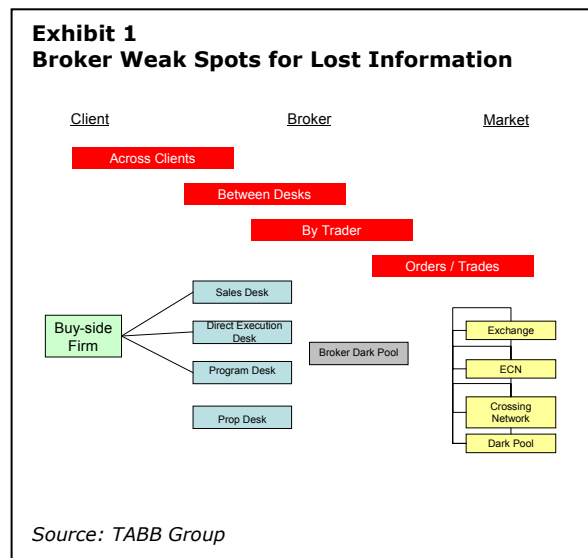 Exhibit 1
Broker Weak Spots for Lost Information
Client
Broker
Market
Across Clients
Between Desks
By Trader
Orders / Trades
Buy-side
Firm
Sales Desk
Direct Execution
Desk
Program Desk
Prop Desk
Broker Dark Pool
Exchange
ECN
Crossing
Network
Dark Pool
Source: TABB Group